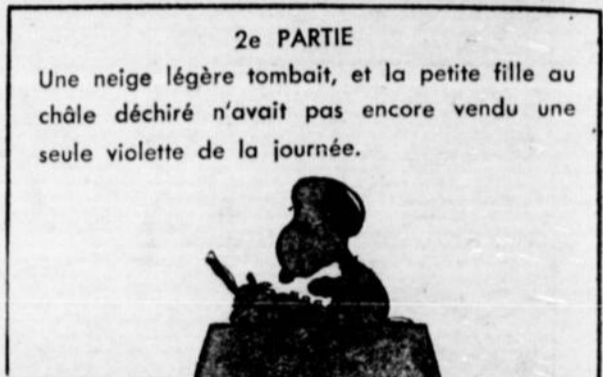 2e PARTIE
Une neige légère tombait, et la petite fille au
châle déchiré n'avait pas encore vendu une
seule violette de la journée.